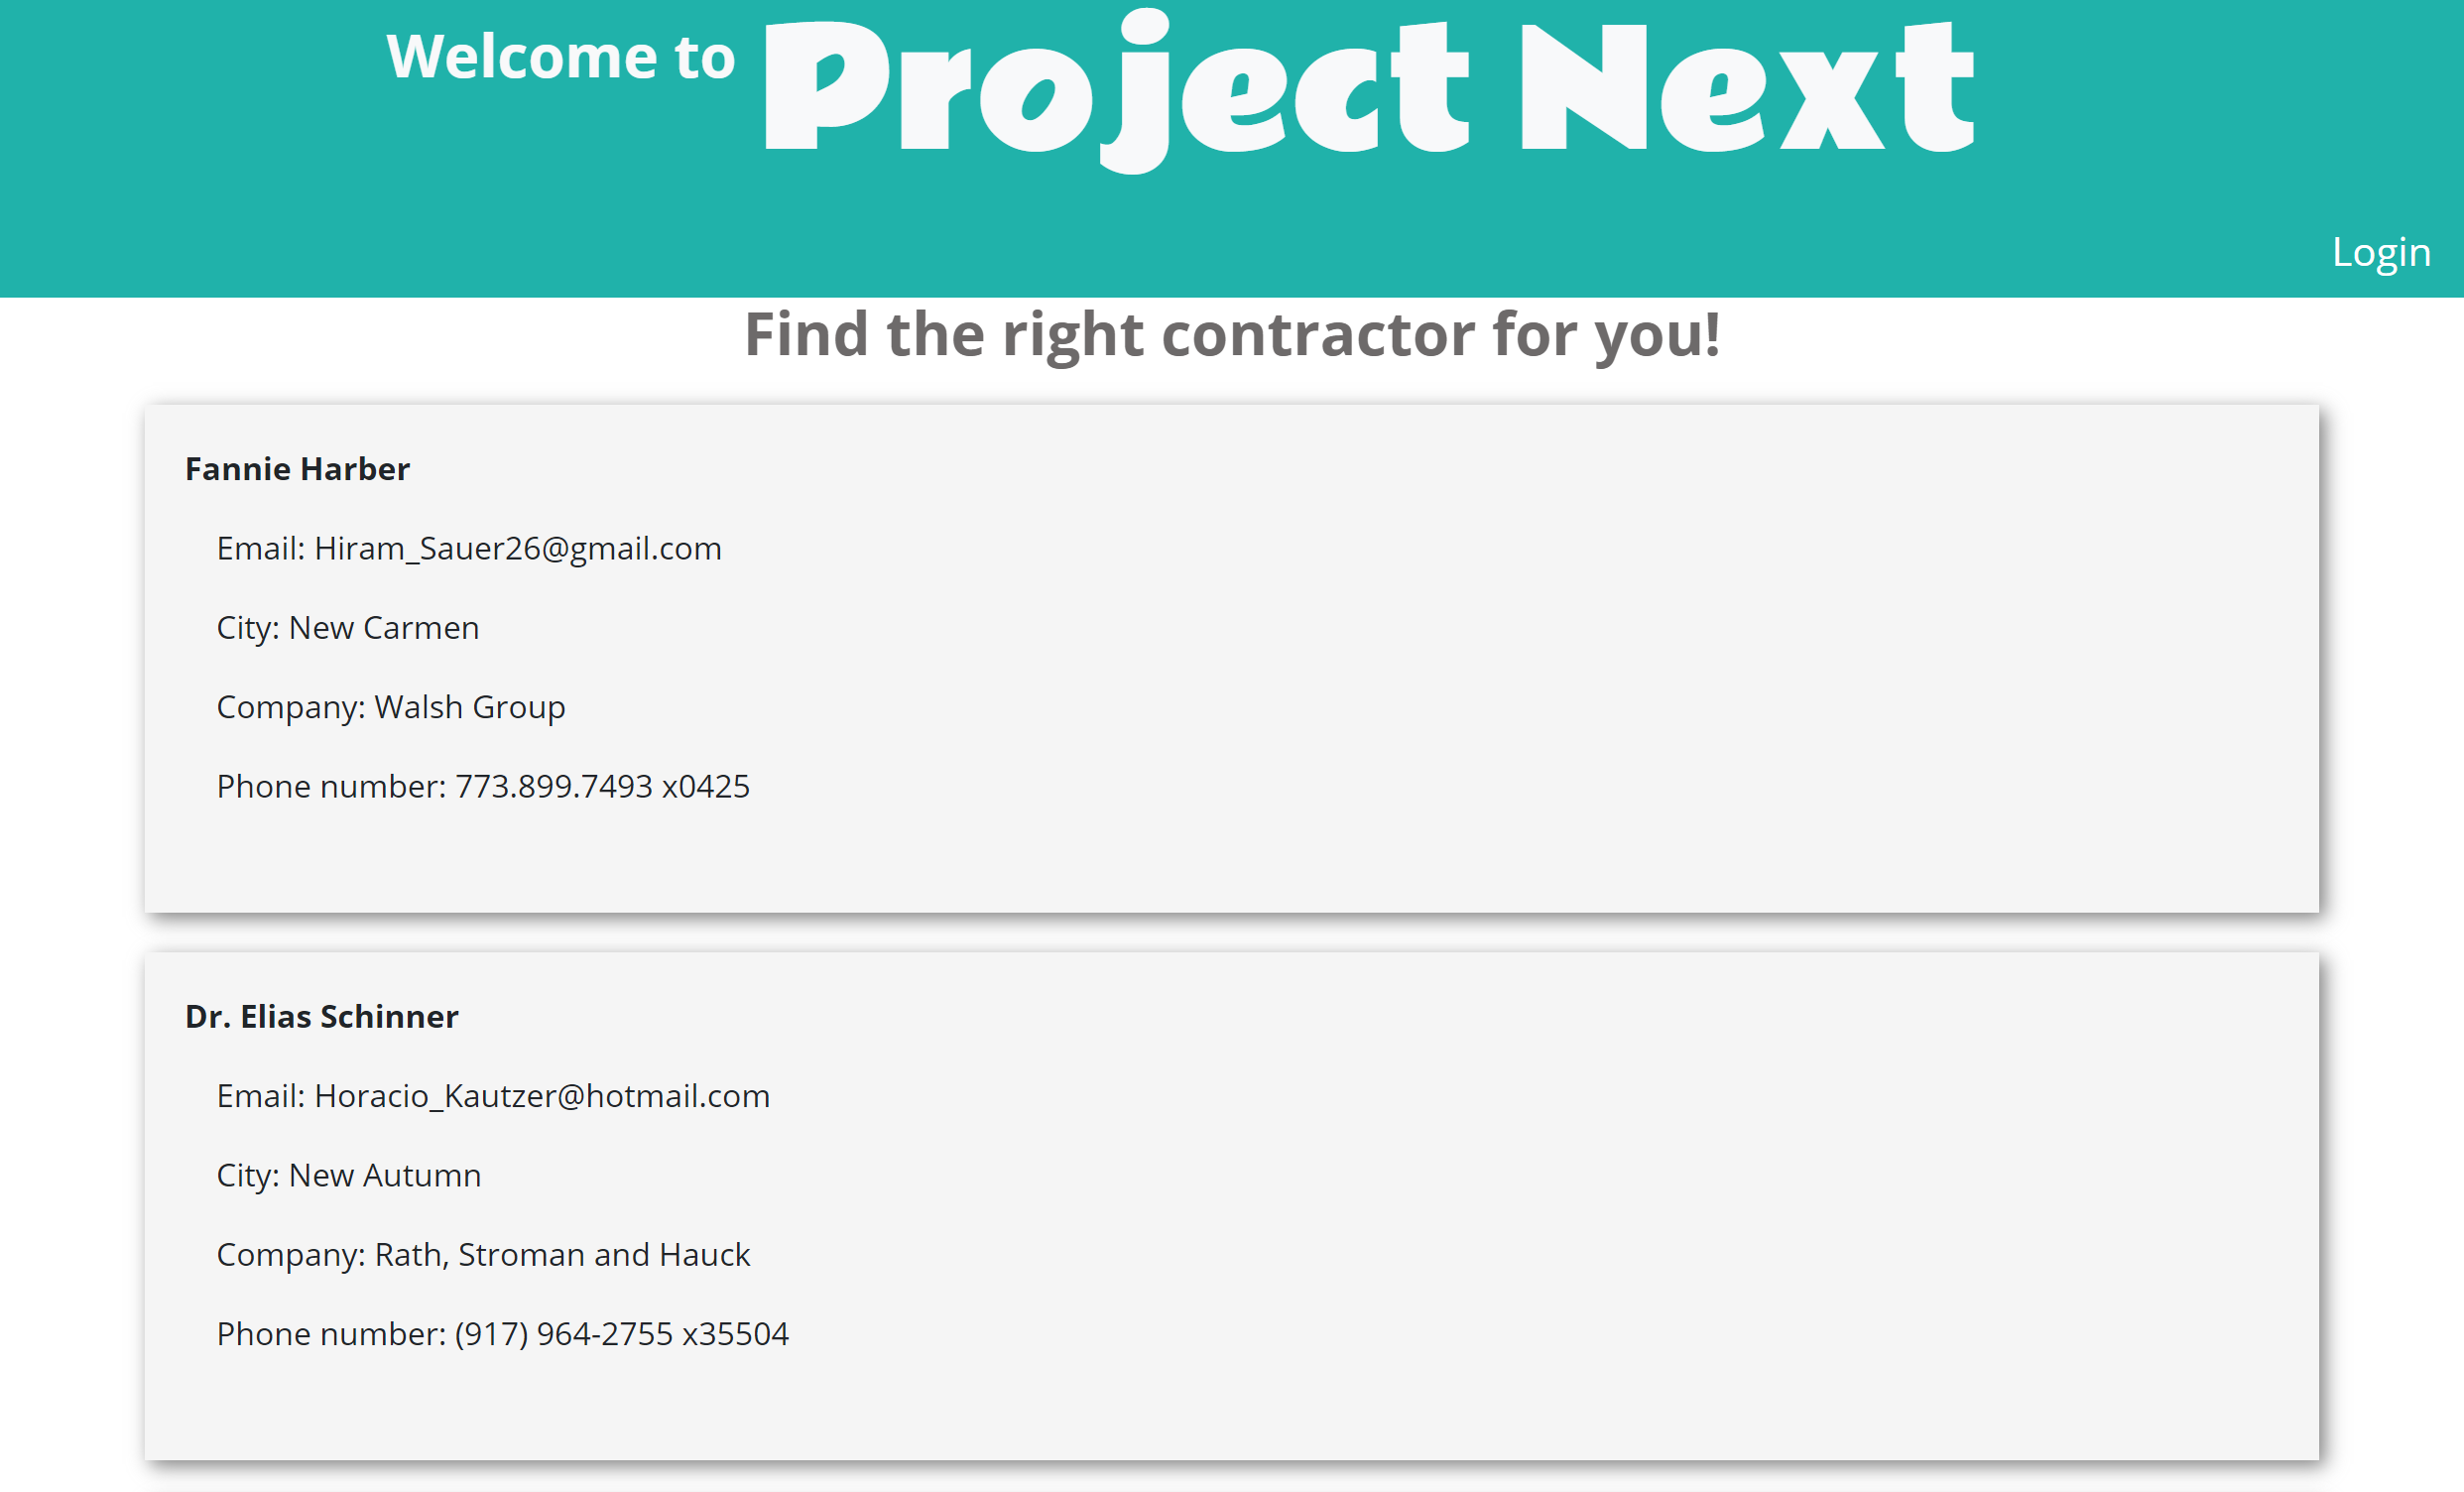 Welcome to Project Next
Login
Find the right contractor for you!
Fannie Harber
Email: Hiram_Sauer26@gmail.com
City: New Carmen
Company: Walsh Group
Phone number: 773.899.7493 x0425
Dr. Elias Schinner
Email: Horacio_Kautzer@hotmail.com
City: New Autumn
Company: Rath, Stroman and Hauck
Phone number: (917) 964-2755 x35504